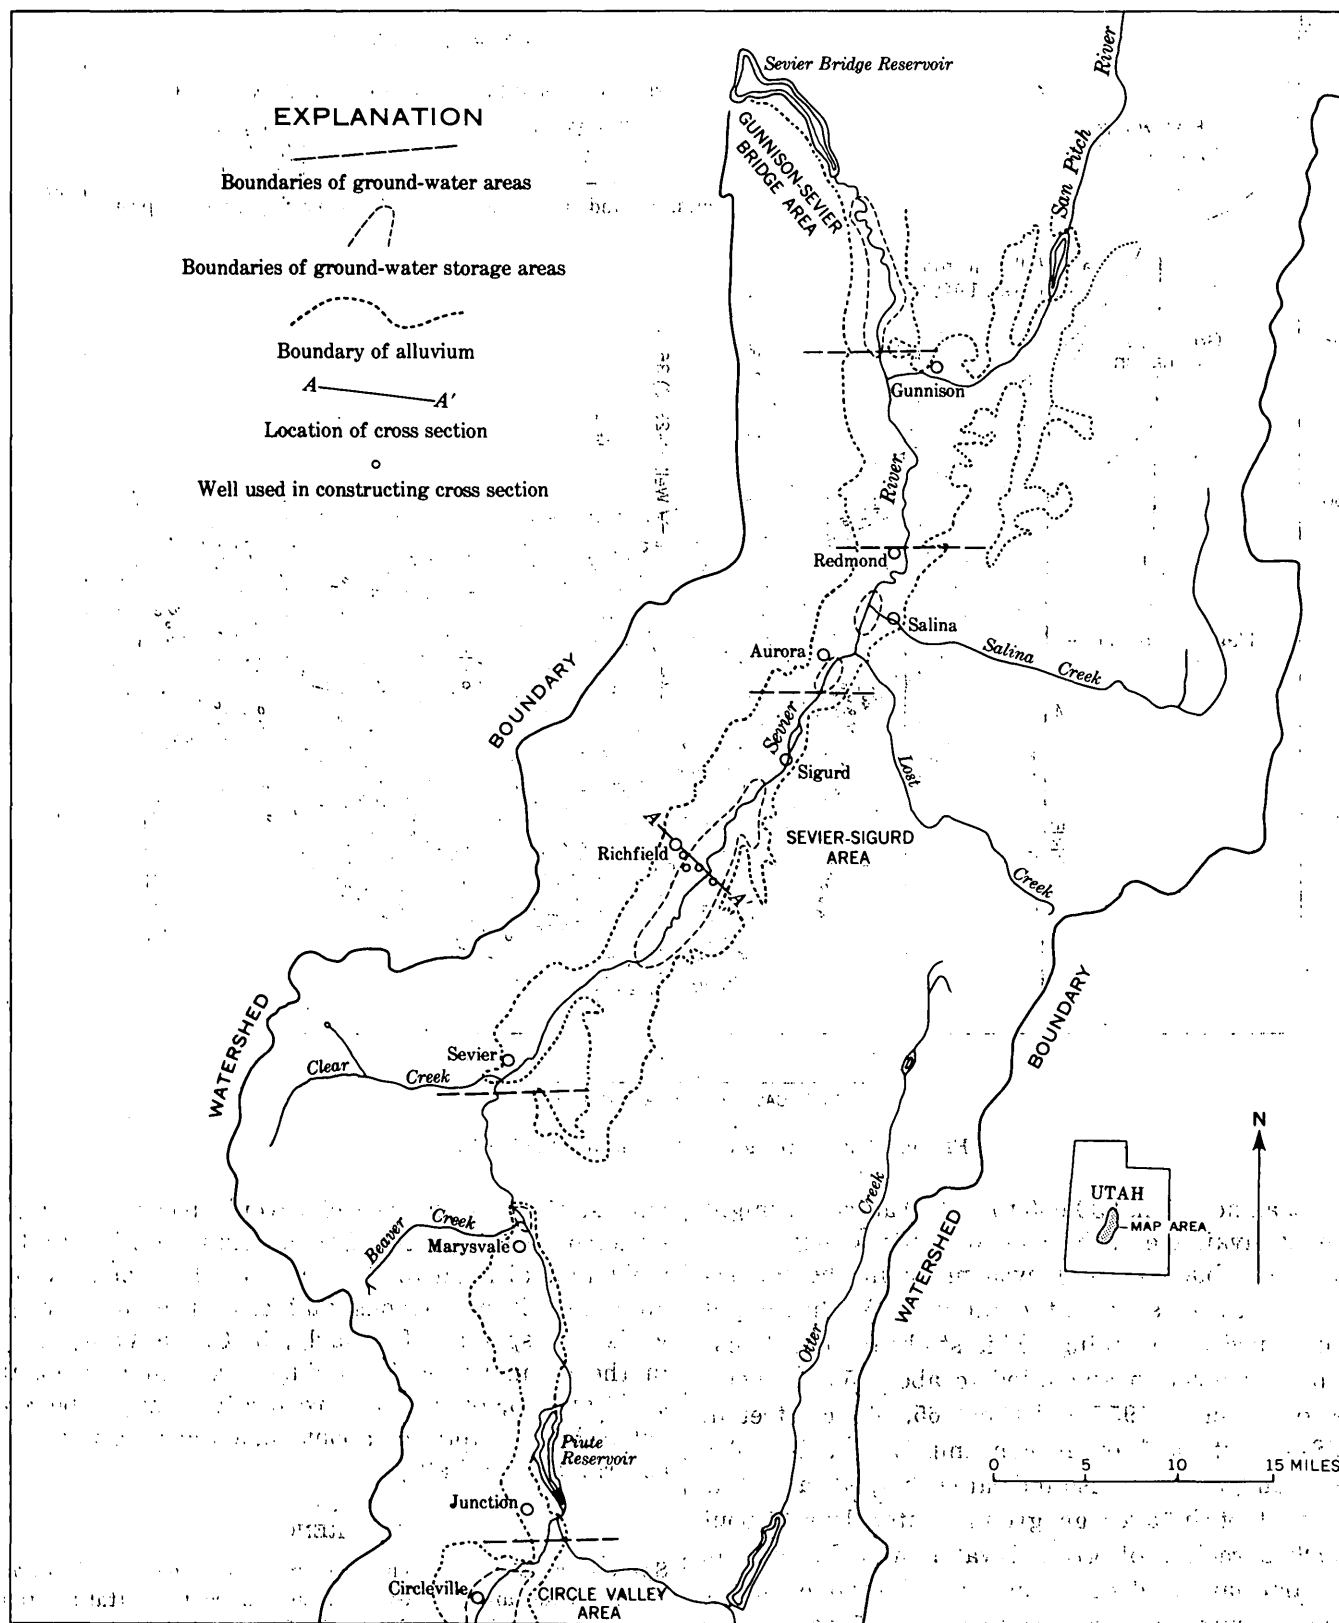 EXPLANATION
Boundaries of ground-water areas
Boundaries of ground-water storage areas
Boundary of alluvium
A
A'
Location of cross section
Well used in constructing cross section
Sevier Bridge Reservoir
GUNNISON-SEVIER
BRIDGE AREA
San Pitch
River
Gunnison
River
Redmond
Salina
Salina
Creek
Aurora
BOUNDARY
Sevier
Sigurd
Lost
Creek
SEVIER-SIGURD
AREA
A
Richfield
A'
WATERSHED
BOUNDARY
Sevier
Clear
Creek
N
UTAH
MAP AREA
Creek
Otter
WATERSHED
Beaver
Creek
Marysvale
Piute
Reservoir
0 5 10 15 MILES
Junction
Circleville
CIRCLE VALLEY
AREA